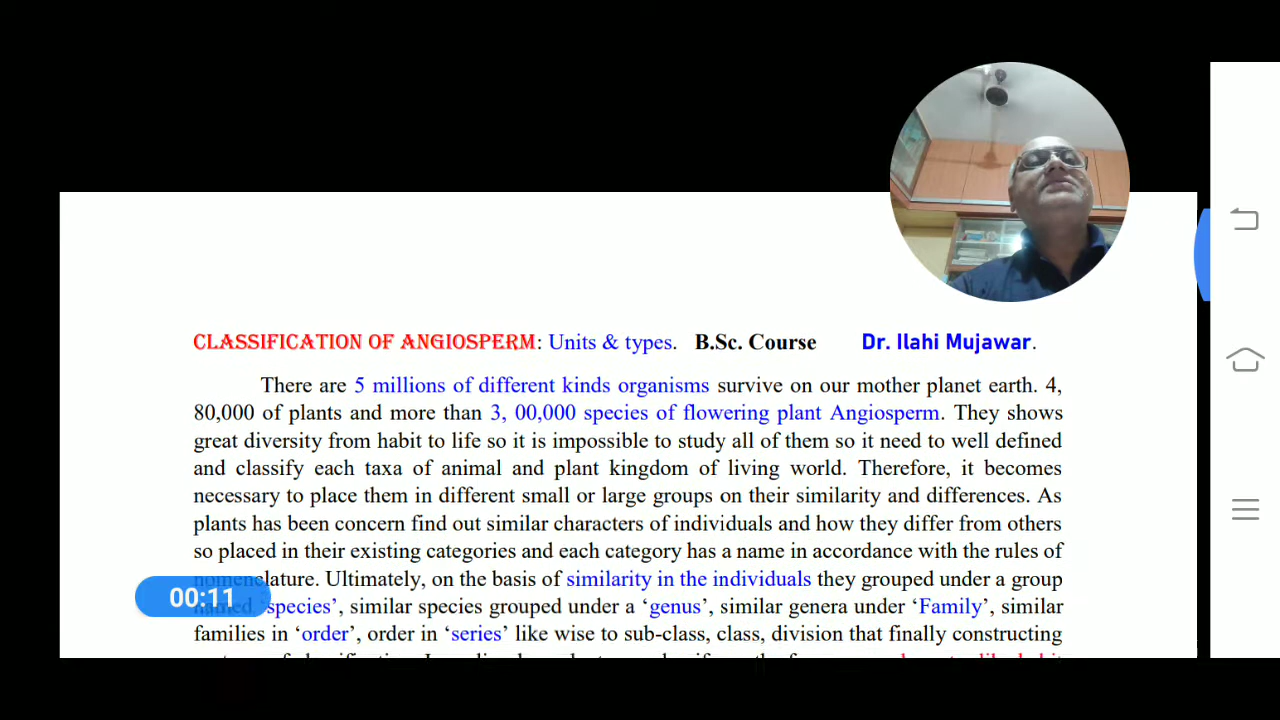 CLASSIFICATION OF ANGIOSPERM: Units & types. B.Sc. Course Dr. Ilahi Mujawar.
There are 5 millions of different kinds organisms survive on our mother planet earth. 4,
80,000 of plants and more than 3, 00,000 species of flowering plant Angiosperm. They shows
great diversity from habit to life so it is impossible to study all of them so it need to well defined
and classify each taxa of animal and plant kingdom of living world. Therefore, it becomes
necessary to place them in different small or large groups on their similarity and differences. As
plants has been concern find out similar characters of individuals and how they differ from others
so placed in their existing categories and each category has a name in accordance with the rules of
nomenclature. Ultimately, on the basis of similarity in the individuals they grouped under a group
00:11
‘species’, similar species grouped under a ‘genus’, similar genera under ‘Family’, similar
families in ‘order’, order in ‘series’ like wise to sub-class, class, division that finally constructing